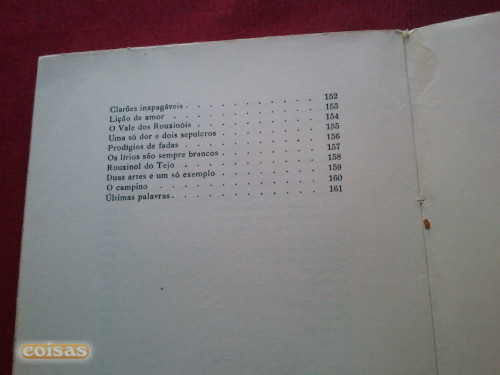 Clarões inapagáveis . . . . . . . . . . 152
Lição de amor . . . . . . . . . . 153
O Vale dos Rouxinóis . . . . . . . . . . 154
Uma só dor e dois sepulcros . . . . . . . . 155
Prodígios de fadas . . . . . . . . . . 156
Os lírios são sempre brancos . . . . . . . . 157
Rouxinol do Tejo . . . . . . . . . . 158
Duas artes e um só exemplo . . . . . . . . 159
O campino . . . . . . . . . . 160
Últimas palavras . . . . . . . . . . 161
coisas